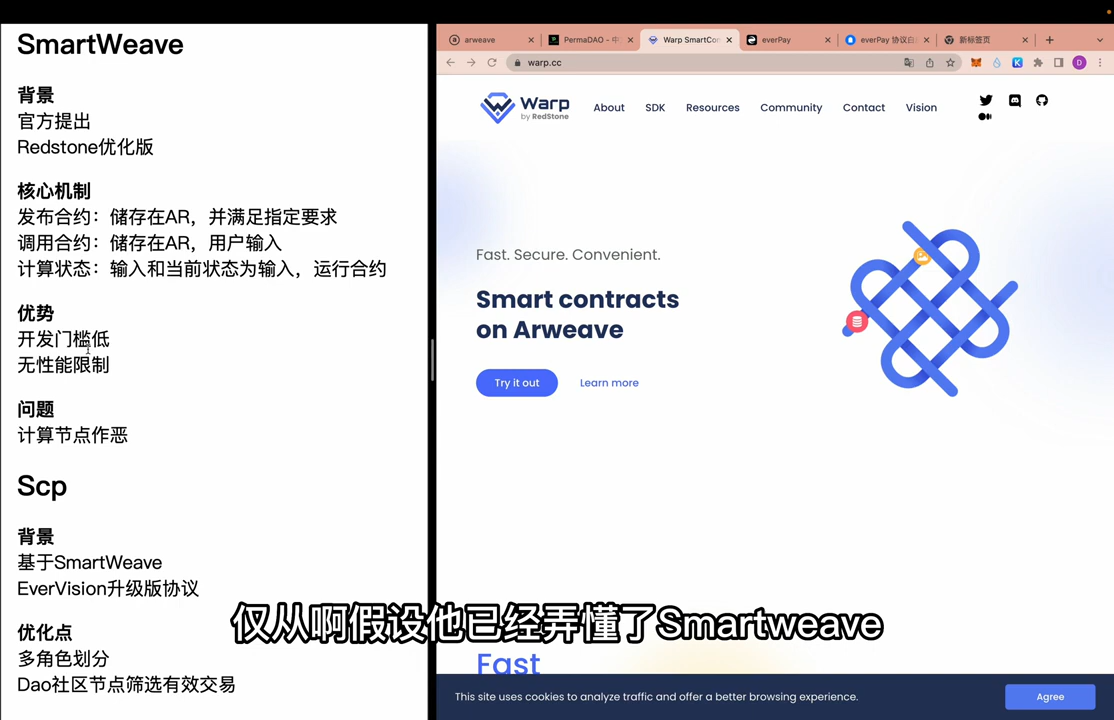 SmartWeave
背景
官方提出
Redstone优化版
核心机制
发布合约：储存在AR，并满足指定要求
调用合约：储存在AR，用户输入
计算状态：输入和当前状态为输入，运行合约
优势
开发门槛低
无性能限制
问题
计算节点作恶
Scp
背景
基于SmartWeave
EverVision升级版协议
优化点
多角色划分
Dao社区节点筛选有效交易
arweave
PermaDAO – 中
Warp SmartCon
everPay
everPay 协议白
新标签页
warp.cc
D
Warp
by RedStone
About
SDK
Resources
Community
Contact
Vision
Fast. Secure. Convenient.
Smart contracts
on Arweave
Try it out
Learn more
Fast
This site uses cookies to analyze traffic and offer a better browsing experience.
Agree
仅从啊假设他已经弄懂了Smartweave